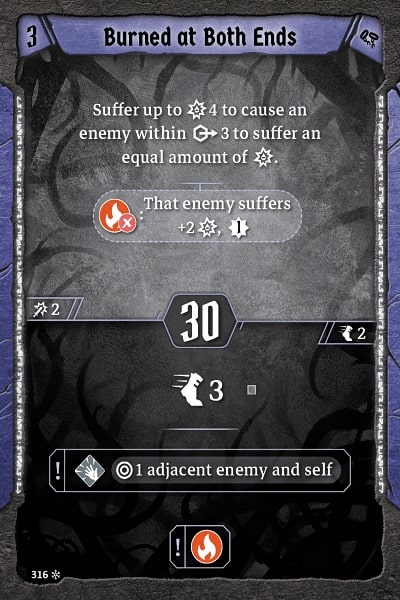 3
Burned at Both Ends
Suffer up to 4 to cause an
enemy within 3 to suffer an
equal amount of .
: That enemy suffers
+2 , 1
2
30
2
3
! 1 adjacent enemy and self
!
316